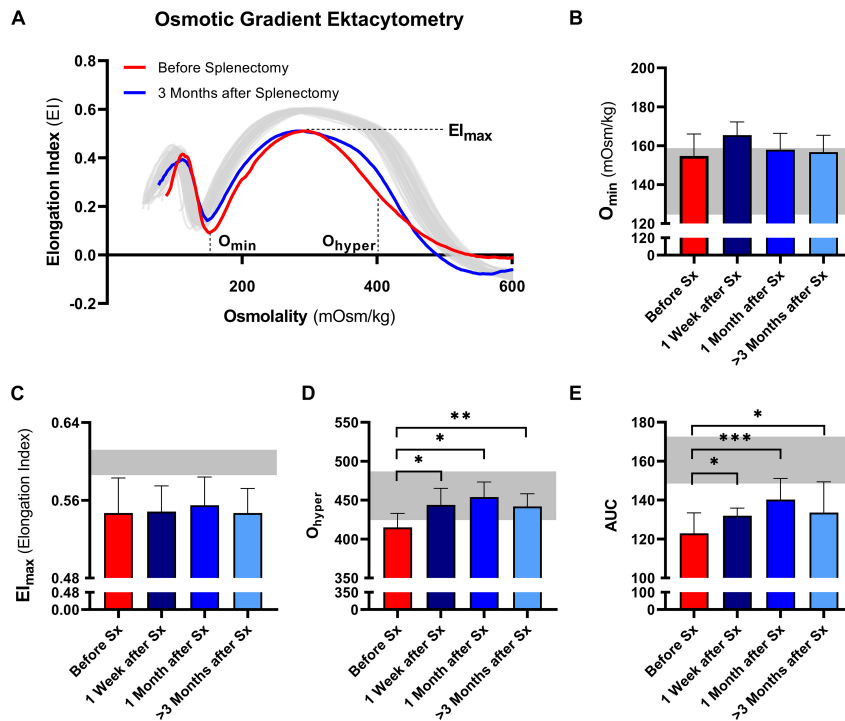 A
Osmotic Gradient Ektacytometry
0.8
0.6
0.4
0.2
0.0
-0.2
Elongation Index (EI)
Before Splenectomy
3 Months after Splenectomy
EImax
Omin
Ohyper
200
400
600
Osmolality (mOsm/kg)
B
200
180
160
140
120
120
0
Omin (mOsm/kg)
Before Sx
1 Week after Sx
1 Month after Sx
>3 Months after Sx
C
0.64
0.56
0.48
0.48
0.00
EImax (Elongation Index)
Before Sx
1 Week after Sx
1 Month after Sx
>3 Months after Sx
D
550
500
450
400
350
350
0
Ohyper
**
*
*
Before Sx
1 Week after Sx
1 Month after Sx
>3 Months after Sx
E
180
160
140
120
100
100
0
AUC
*
***
*
Before Sx
1 Week after Sx
1 Month after Sx
>3 Months after Sx